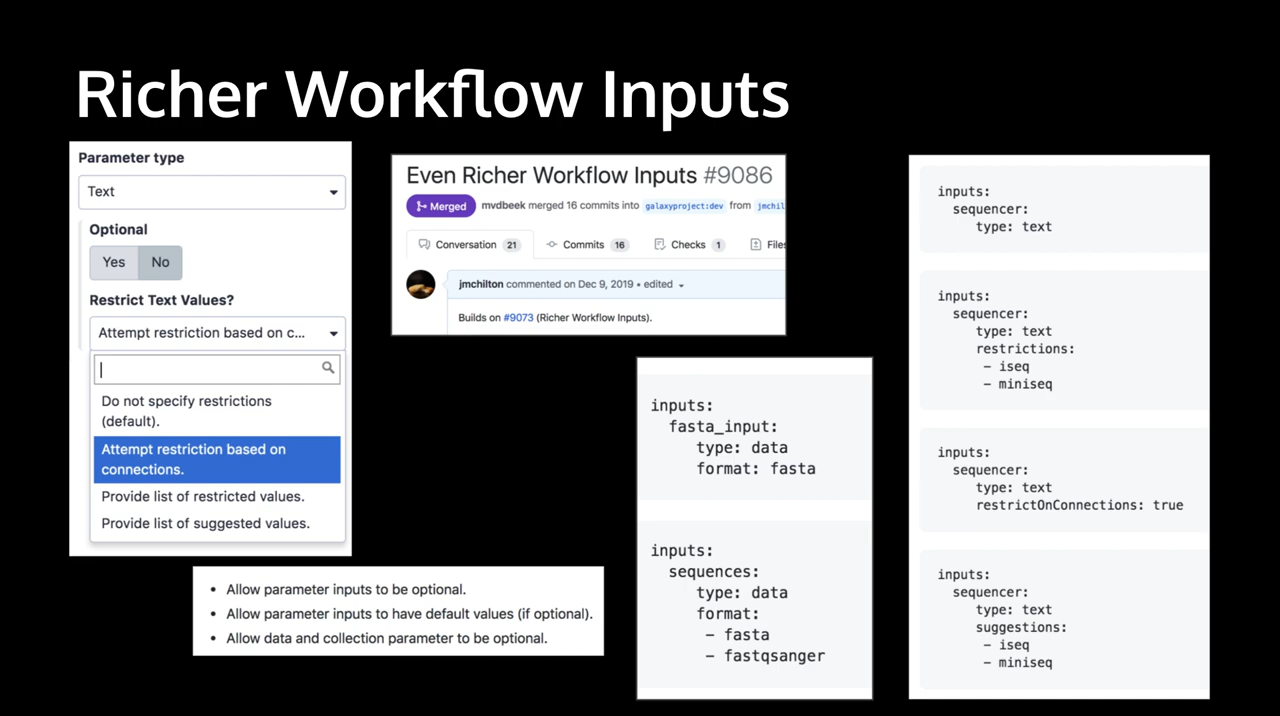 Richer Workflow Inputs
Parameter type
Text
Optional
Yes No
Restrict Text Values?
Attempt restriction based on c...
Do not specify restrictions
(default).
Attempt restriction based on
connections.
Provide list of restricted values.
Provide list of suggested values.
Even Richer Workflow Inputs #9086
Merged mvdbeek merged 16 commits into galaxyproject:dev from jmchil
Conversation 21 Commits 16 Checks 1 Files
jmchilton commented on Dec 9, 2019 • edited
Builds on #9073 (Richer Workflow Inputs).
• Allow parameter inputs to be optional.
• Allow parameter inputs to have default values (if optional).
• Allow data and collection parameter to be optional.
inputs:
fasta_input:
type: data
format: fasta
inputs:
sequences:
type: data
format:
- fasta
- fastqsanger
inputs:
sequencer:
type: text
inputs:
sequencer:
type: text
restrictions:
- iseq
- miniseq
inputs:
sequencer:
type: text
restrictOnConnections: true
inputs:
sequencer:
type: text
suggestions:
- iseq
- miniseq